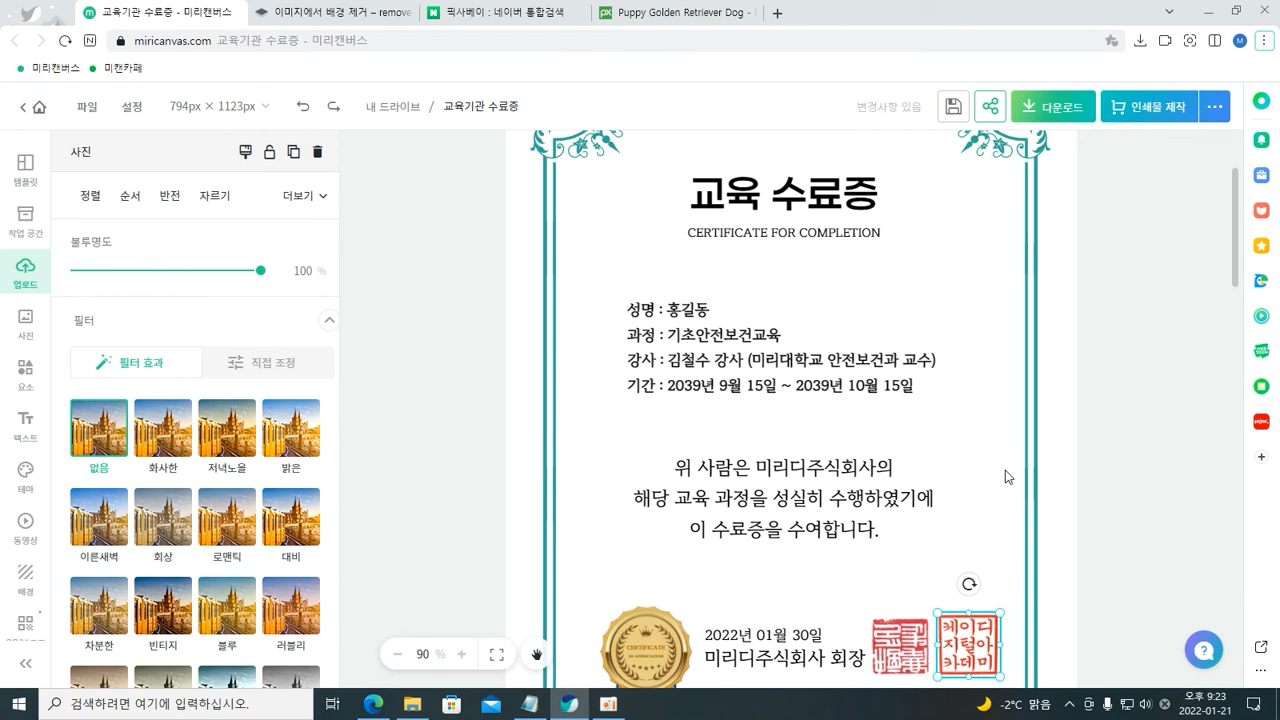 교육기관 수료증 - 미리캔버스
이미지에서 배경 제거 – remove
픽사베이 : 네이버 통합검색
Puppy Golden Retriever Dog -
miricanvas.com 교육기관 수료증 - 미리캔버스
미리캔버스 미캔카페
파일 설정 794px × 1123px 내 드라이브 / 교육기관 수료증 변경사항 있음 다운로드 인쇄물 제작
사진
정렬 순서 반전 자르기 더보기
불투명도
100 %
필터
필터 효과 직접 조정
없음 화사한 저녁노을 밝은
이른새벽 회상 로맨틱 대비
차분한 빈티지 블루 러블리
템플릿
작업 공간
업로드
사진
요소
텍스트
테마
동영상
배경
교육 수료증
CERTIFICATE FOR COMPLETION
성명 : 홍길동
과정 : 기초안전보건교육
강사 : 김철수 강사 (미리대학교 안전보건과 교수)
기간 : 2039년 9월 15일 ~ 2039년 10월 15일
위 사람은 미리디주식회사의
해당 교육 과정을 성실히 수행하였기에
이 수료증을 수여합니다.
CERTIFICATE
OF APPRECIATION
2022년 01월 30일
미리디주식회사 회장
케이디
지털아
카데미
90 %
NOW.
검색하려면 여기에 입력하십시오.
-2°C 맑음
오후 9:23
2022-01-21